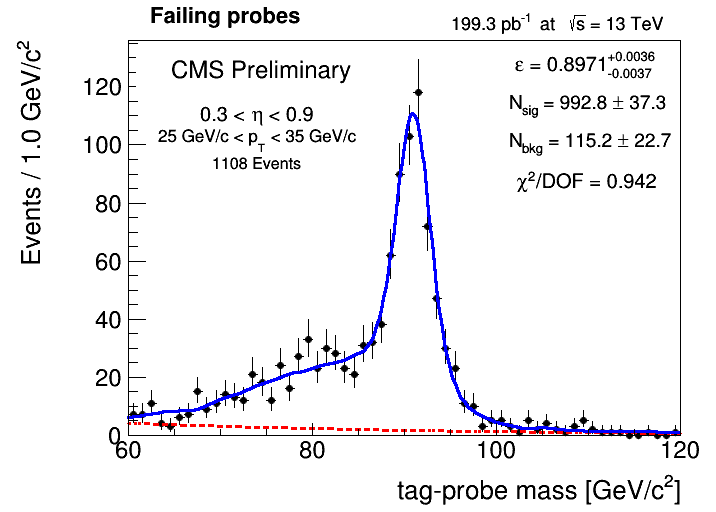 Failing probes
199.3 pb⁻¹ at √s = 13 TeV
CMS Preliminary
0.3 < η < 0.9
25 GeV/c < p_T < 35 GeV/c
1108 Events
ε = 0.8971 +0.0036 -0.0037
N_sig = 992.8 ± 37.3
N_bkg = 115.2 ± 22.7
χ²/DOF = 0.942
Events / 1.0 GeV/c²
120
100
80
60
40
20
0
60 80 100 120
tag-probe mass [GeV/c²]